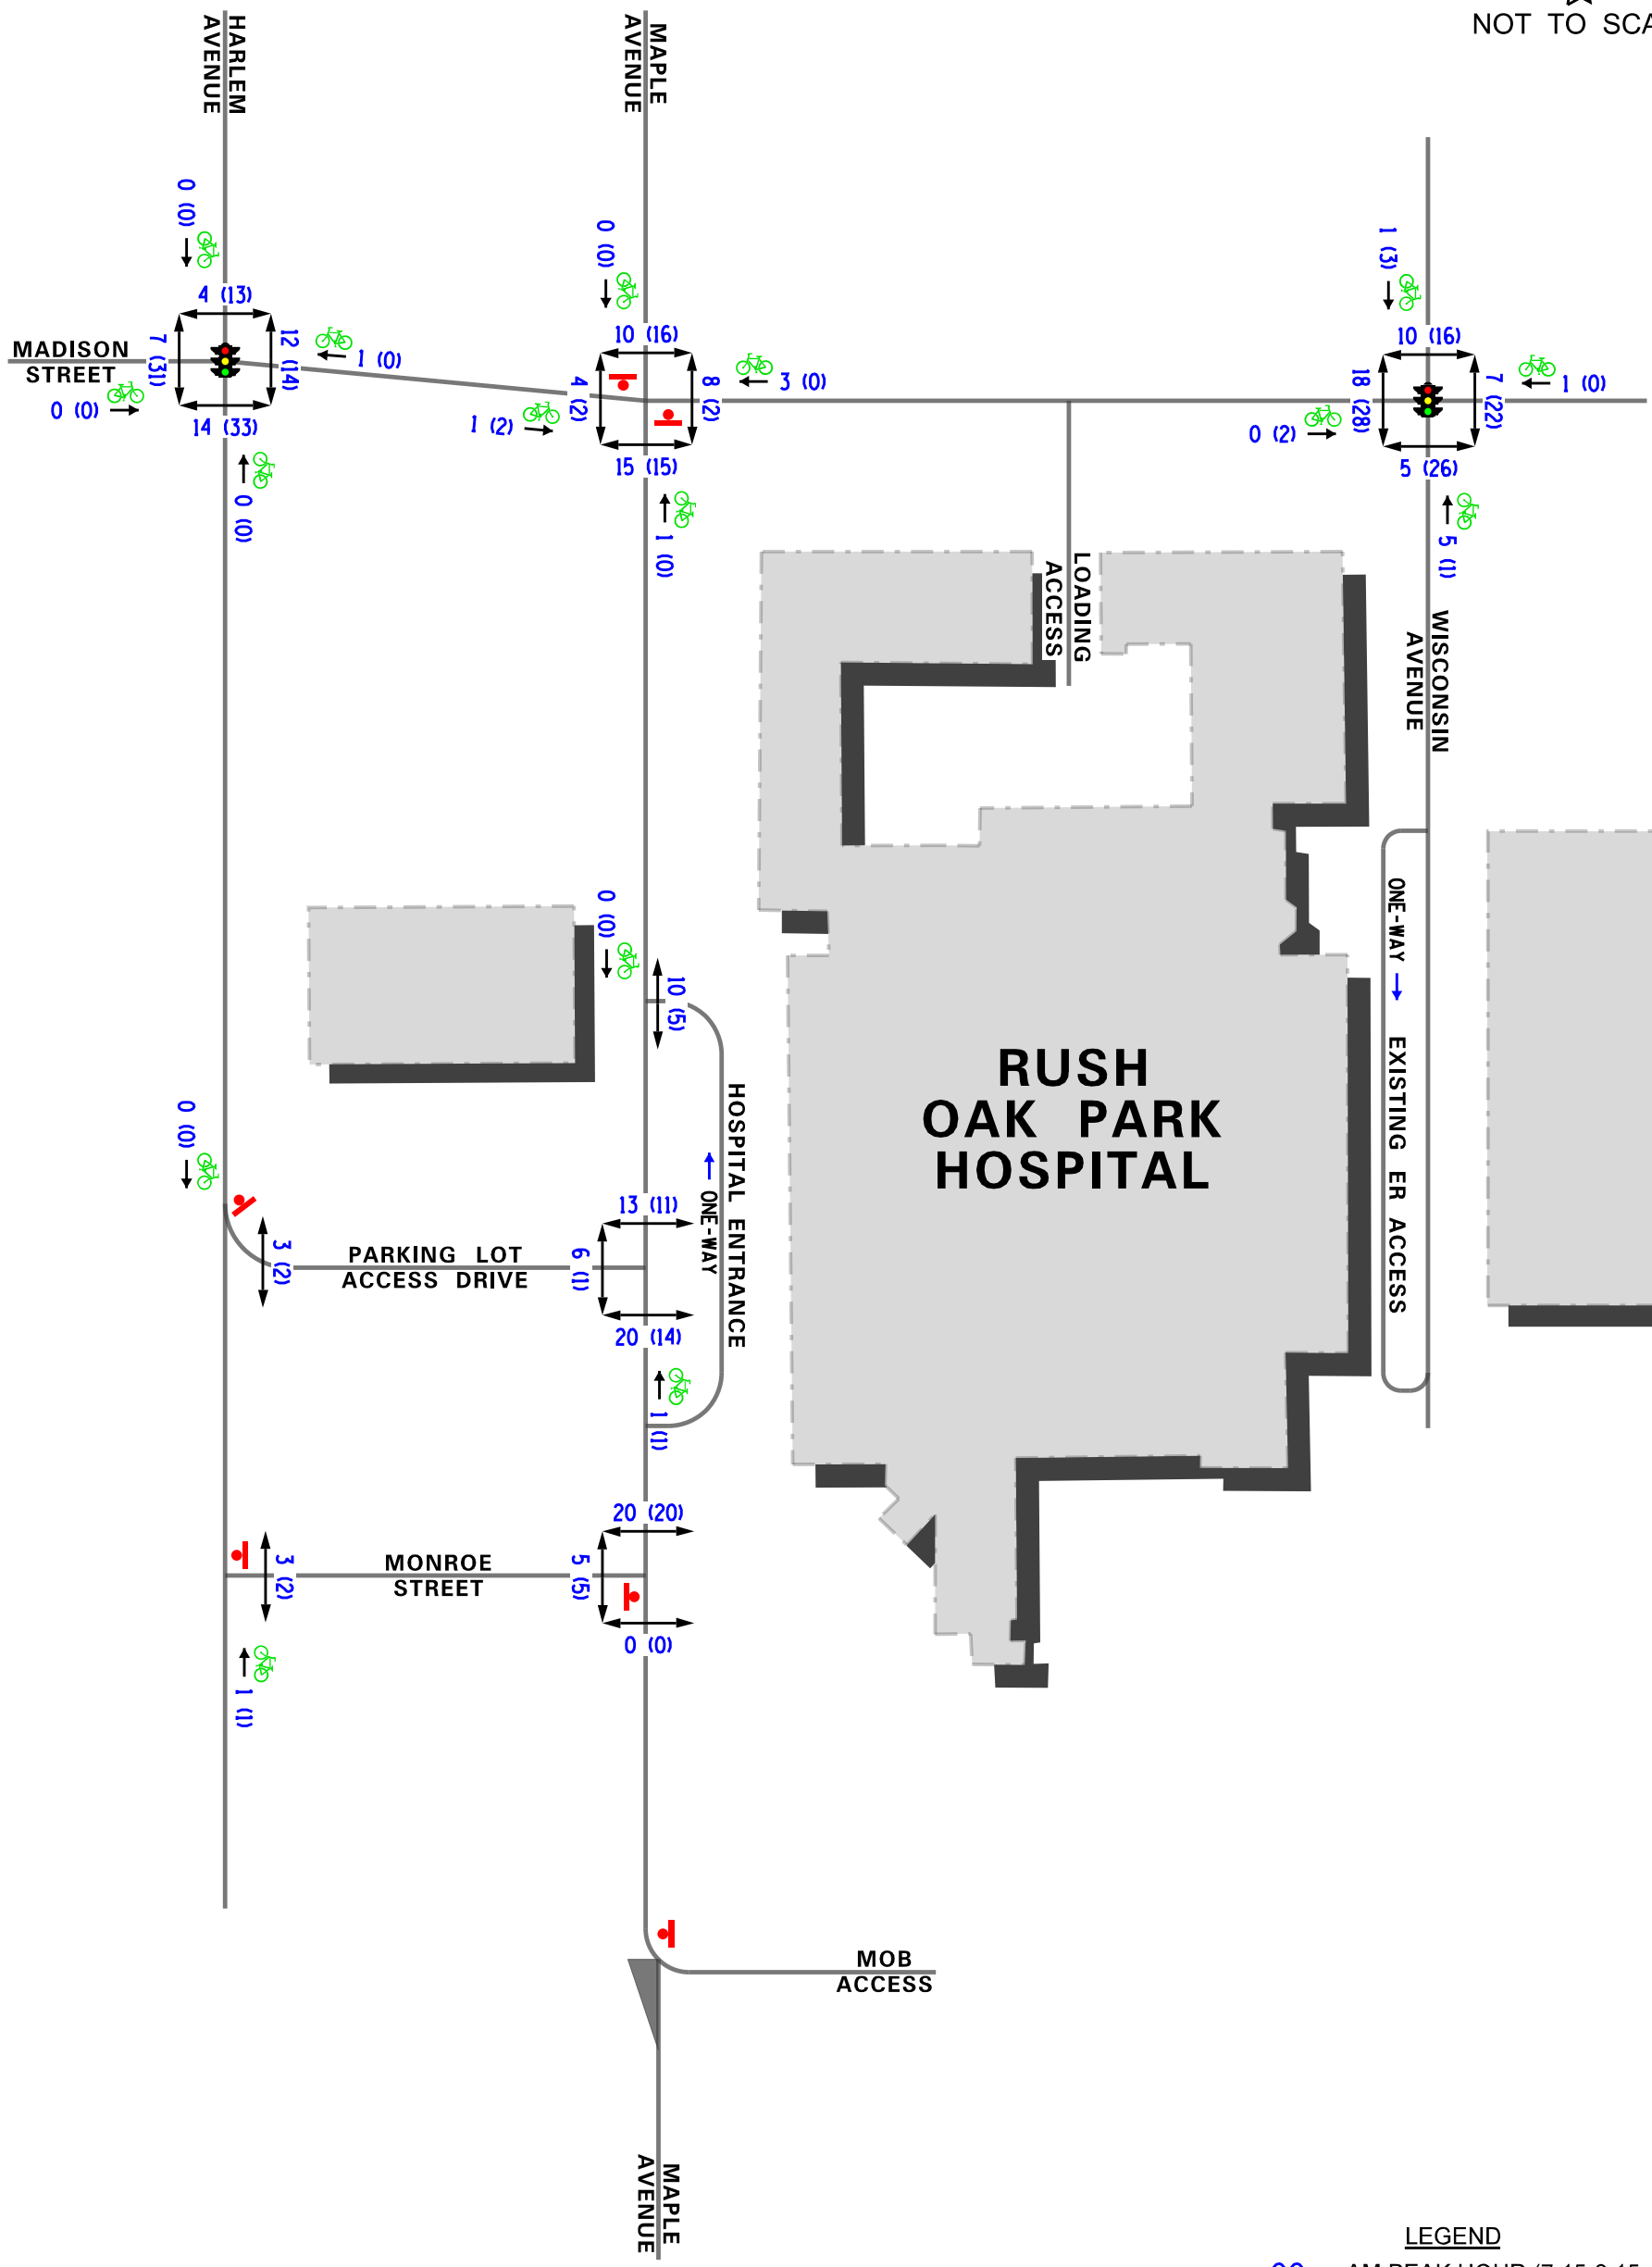 NOT TO SCA
HARLEM
AVENUE
MAPLE
AVENUE
0 (0)
0 (0)
1 (3)
4 (13)
10 (16)
10 (16)
MADISON
STREET
7 (31)
12 (14)
1 (0)
0 (0)
14 (33)
4 (2)
8 (2)
3 (0)
1 (2)
15 (15)
18 (28)
7 (22)
1 (0)
0 (2)
5 (26)
0 (0)
1 (0)
5 (1)
LOADING
ACCESS
WISCONSIN
AVENUE
0 (0)
10 (5)
ONE-WAY
EXISTING ER ACCESS
RUSH
OAK PARK
HOSPITAL
HOSPITAL ENTRANCE
ONE-WAY
0 (0)
3 (2)
PARKING LOT
ACCESS DRIVE
13 (11)
6 (1)
20 (14)
1 (1)
20 (20)
3 (2)
MONROE
STREET
5 (5)
0 (0)
1 (1)
MOB
ACCESS
MAPLE
AVENUE
LEGEND